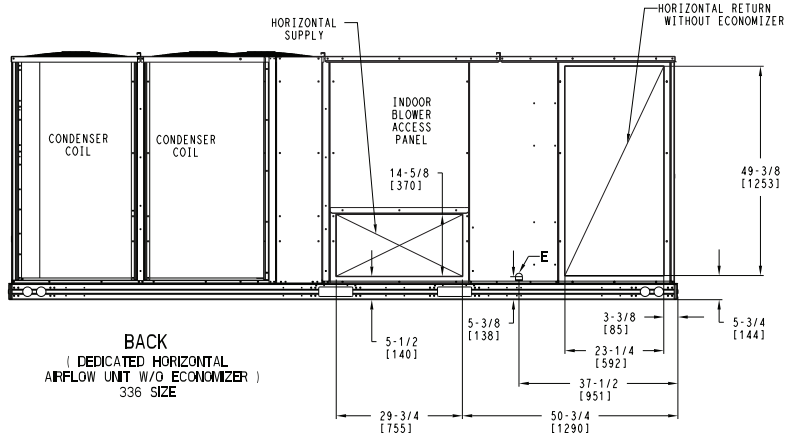 HORIZONTAL RETURN
WITHOUT ECONOMIZER
HORIZONTAL
SUPPLY
CONDENSER
COIL
CONDENSER
COIL
INDOOR
BLOWER
ACCESS
PANEL
14-5/8
[370]
49-3/8
[1253]
E
5-1/2
[140]
5-3/8
[138]
3-3/8
[85]
5-3/4
[144]
23-1/4
[592]
37-1/2
[951]
29-3/4
[755]
50-3/4
[1290]
BACK
( DEDICATED HORIZONTAL
AIRFLOW UNIT W/O ECONOMIZER )
336 SIZE